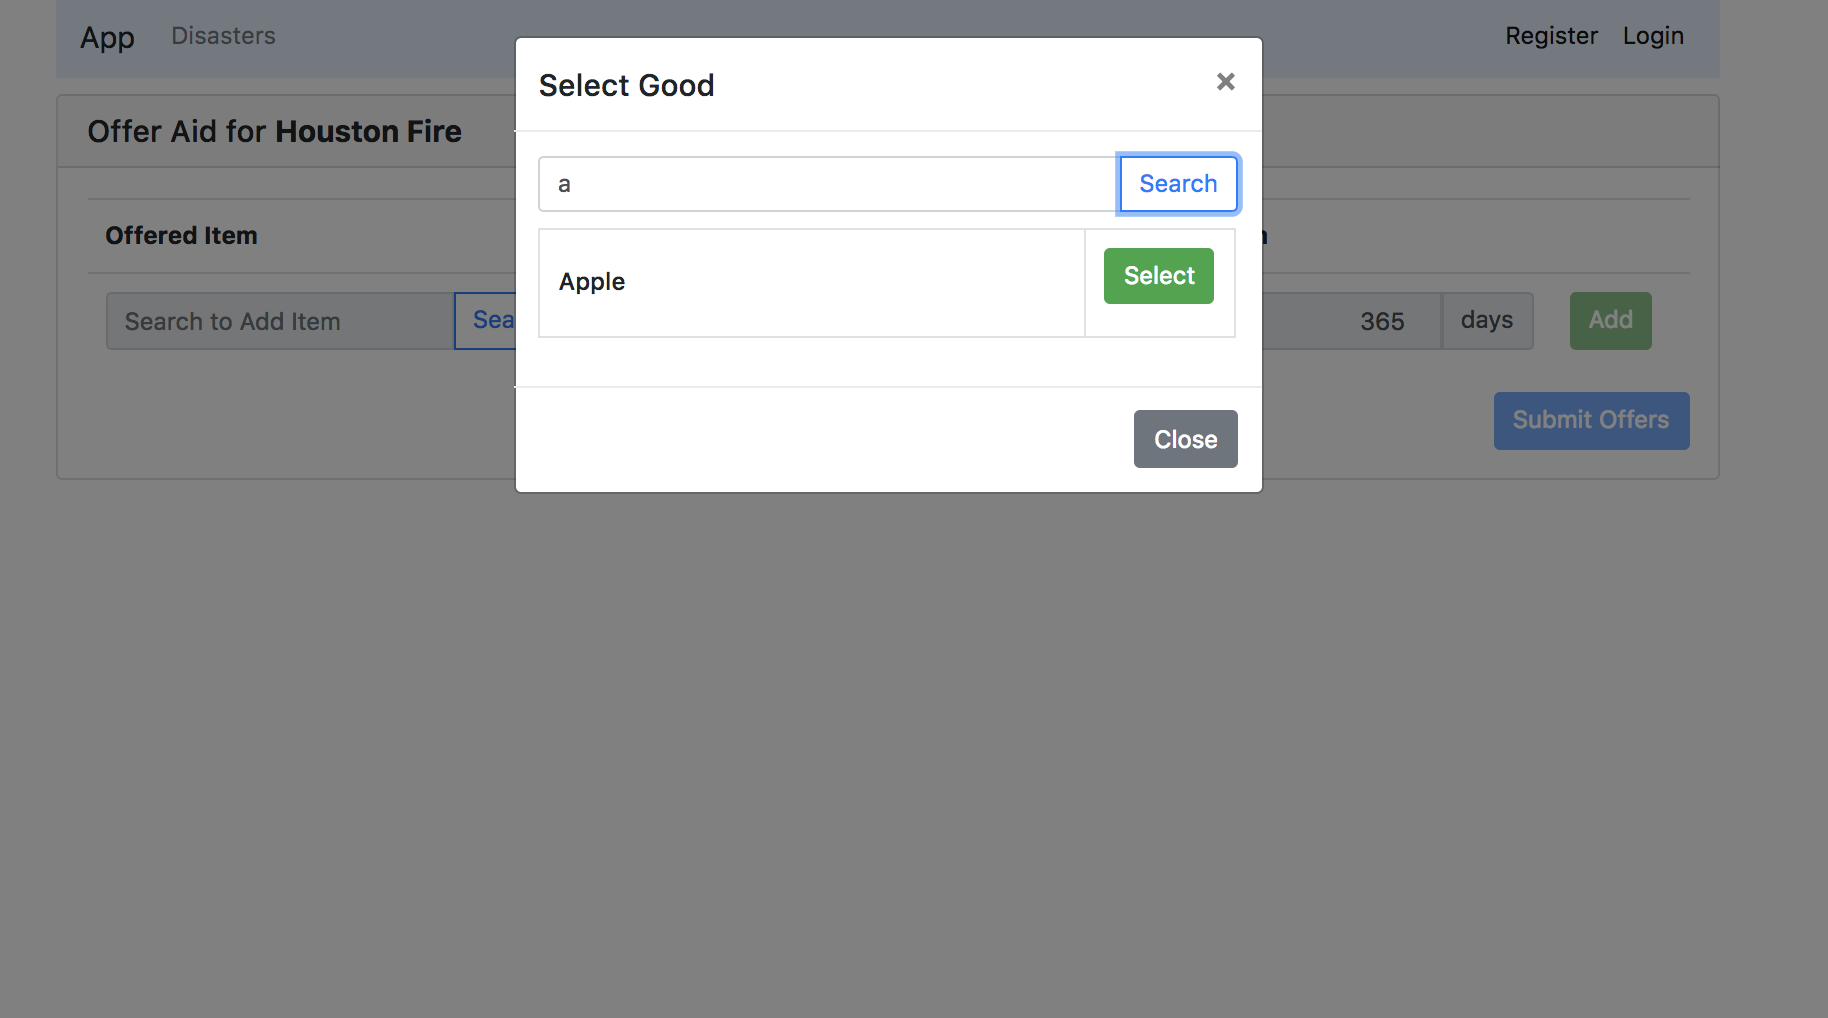 App Disasters Register Login
Select Good ×
Offer Aid for Houston Fire
a Search
Offered Item
Apple Select
Search to Add Item 365 days Add
Submit Offers
Close